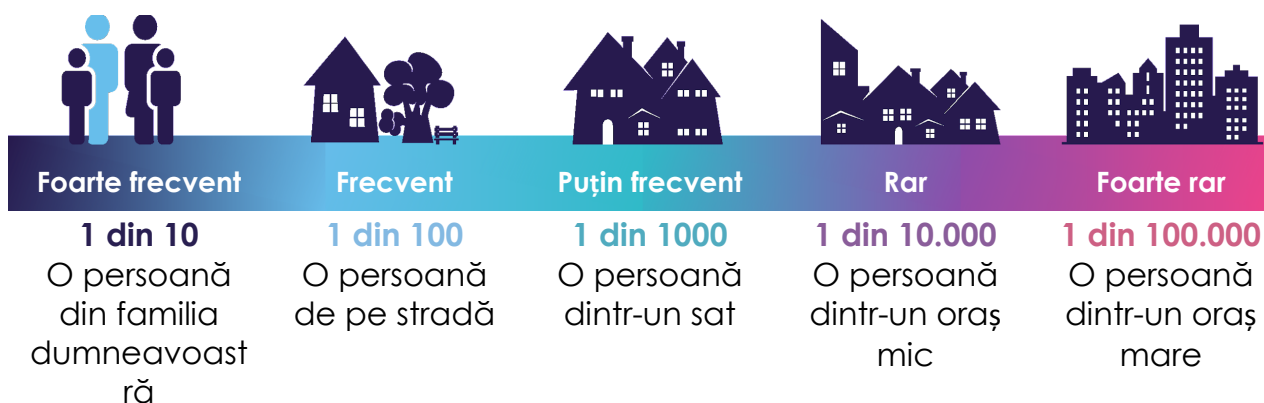 Foarte frecvent
Frecvent
Puțin frecvent
Rar
Foarte rar
1 din 10
O persoană
din familia
dumneavoast
ră
1 din 100
O persoană
de pe stradă
1 din 1000
O persoană
dintr-un sat
1 din 10.000
O persoană
dintr-un oraș
mic
1 din 100.000
O persoană
dintr-un oraș
mare